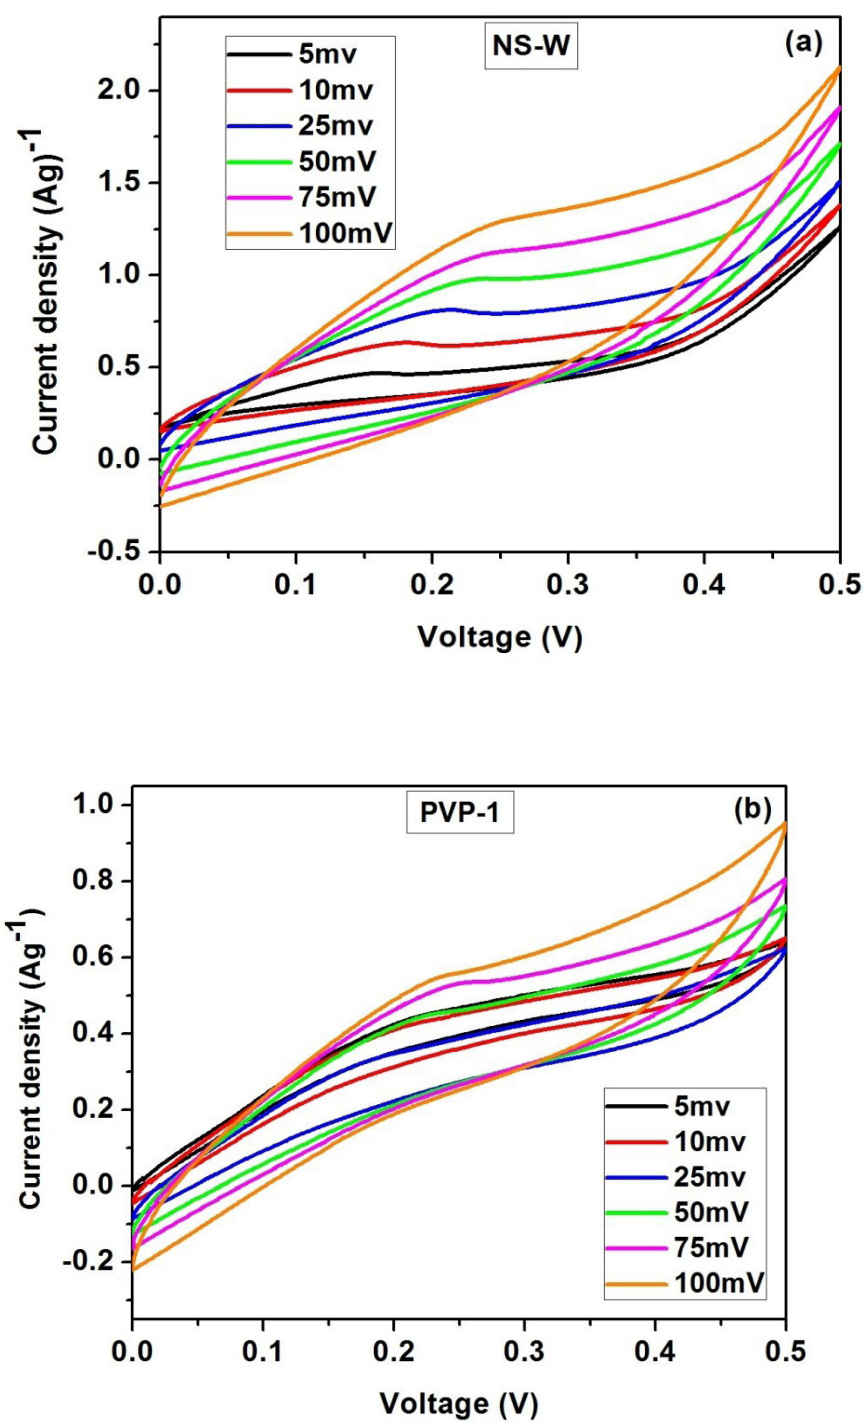 NS-W
(a)
5mv
10mv
25mv
50mV
75mV
100mV
Current density (Ag)-1
2.0
1.5
1.0
0.5
0.0
-0.5
0.0 0.1 0.2 0.3 0.4 0.5
Voltage (V)
PVP-1
(b)
Current density (Ag-1)
1.0
0.8
0.6
0.4
0.2
0.0
-0.2
5mv
10mv
25mv
50mV
75mV
100mV
0.0 0.1 0.2 0.3 0.4 0.5
Voltage (V)